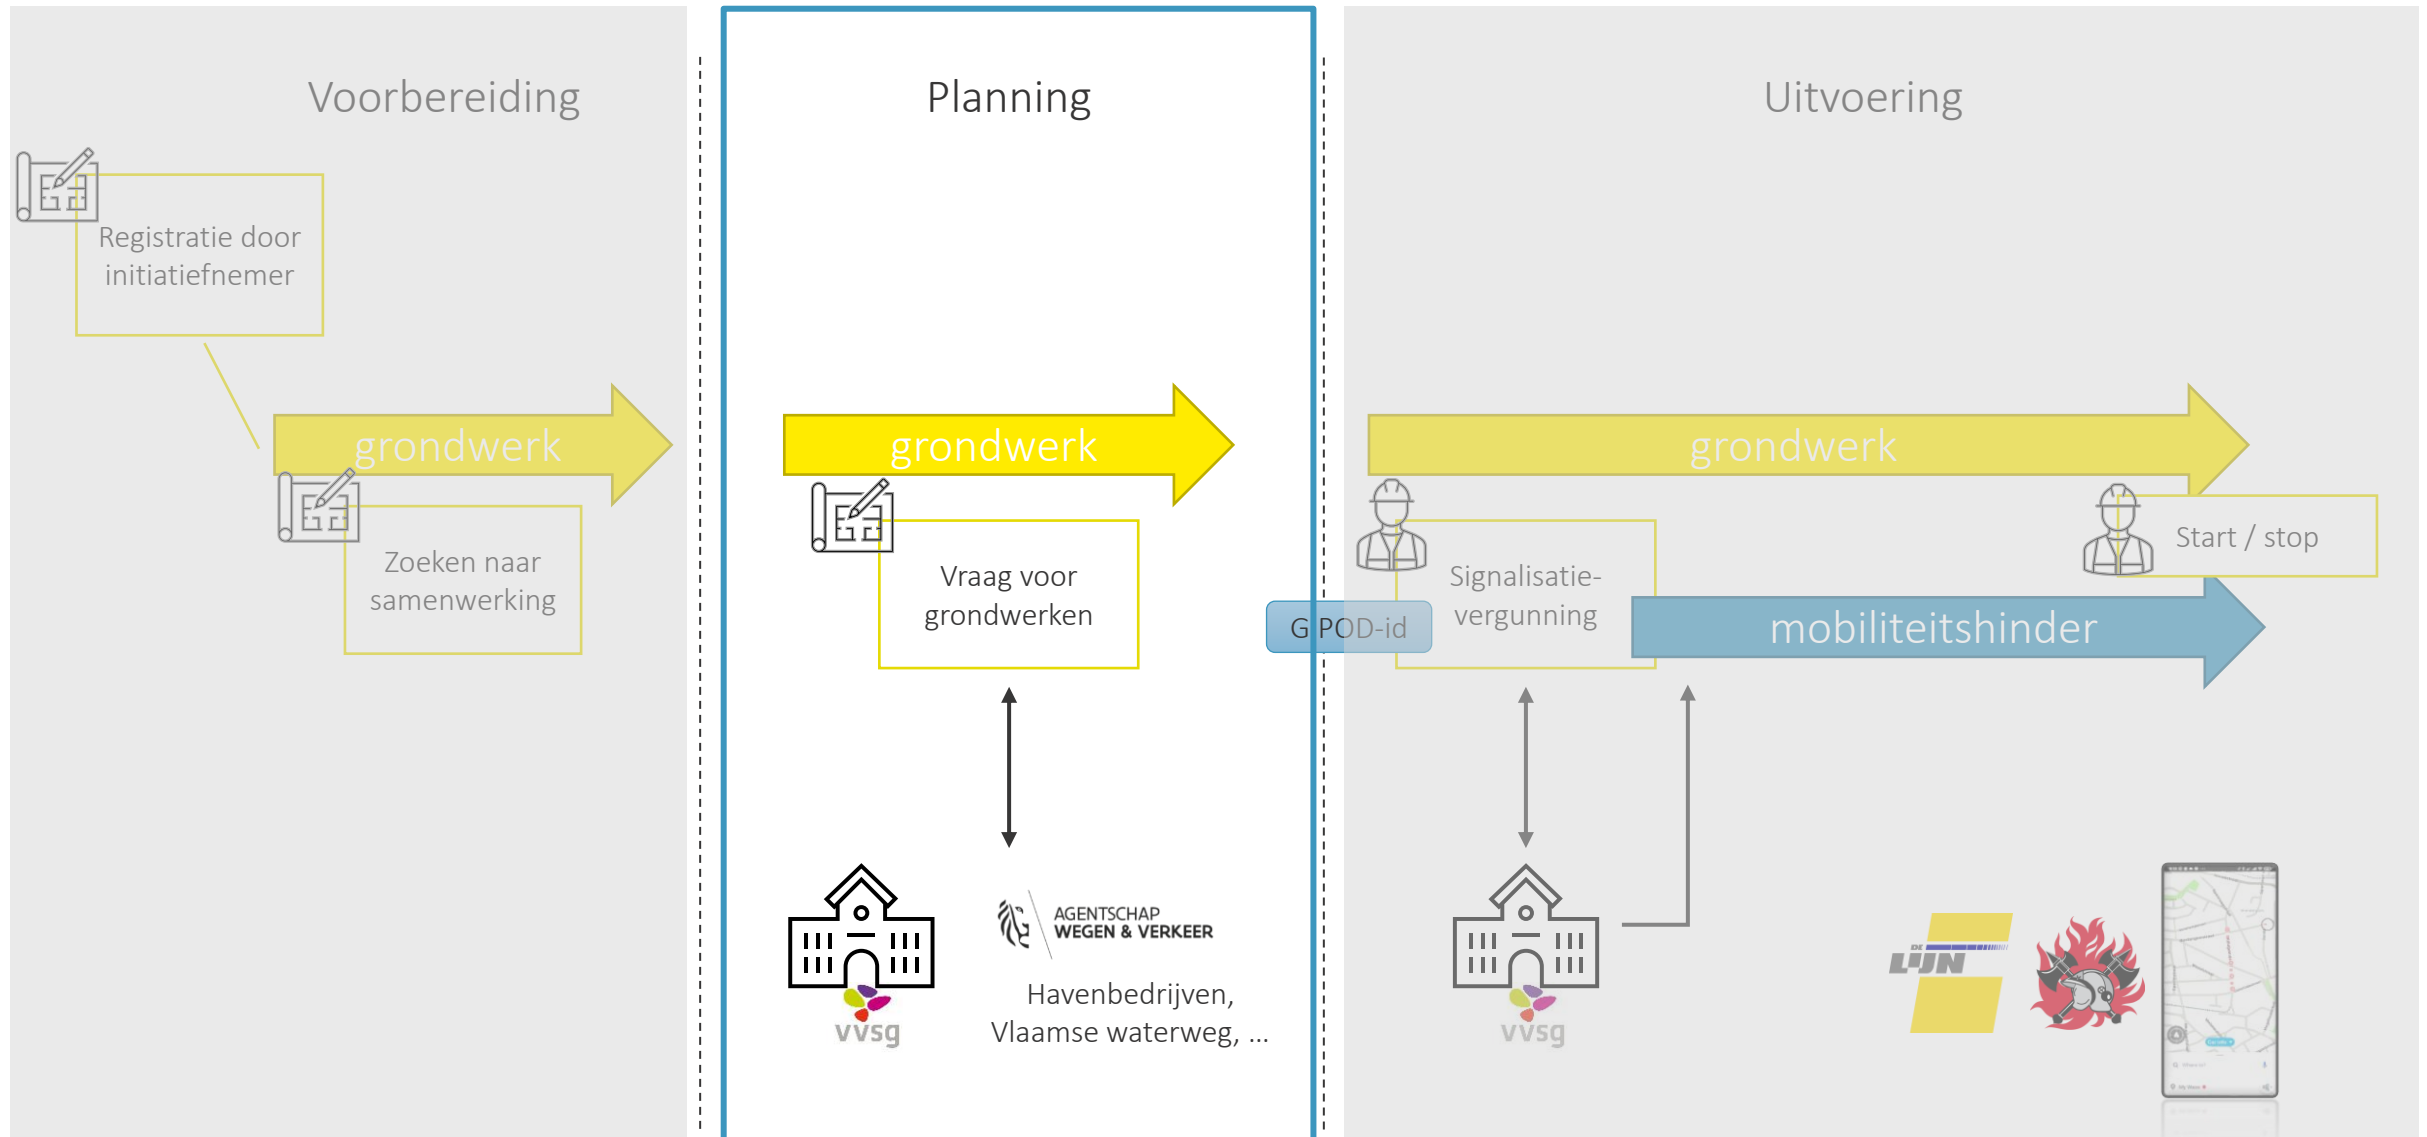 Voorbereiding
Planning
Uitvoering
Registratie door
initiatiefnemer
grondwerk
grondwerk
grondwerk
Zoeken naar
samenwerking
Vraag voor
grondwerken
GIPOD-id
Signalisatie-
vergunning
Start / stop
mobiliteitshinder
AGENTSCHAP
WEGEN & VERKEER
Havenbedrijven,
Vlaamse waterweg, ...
vvsg
vvsg
DE
LIJN